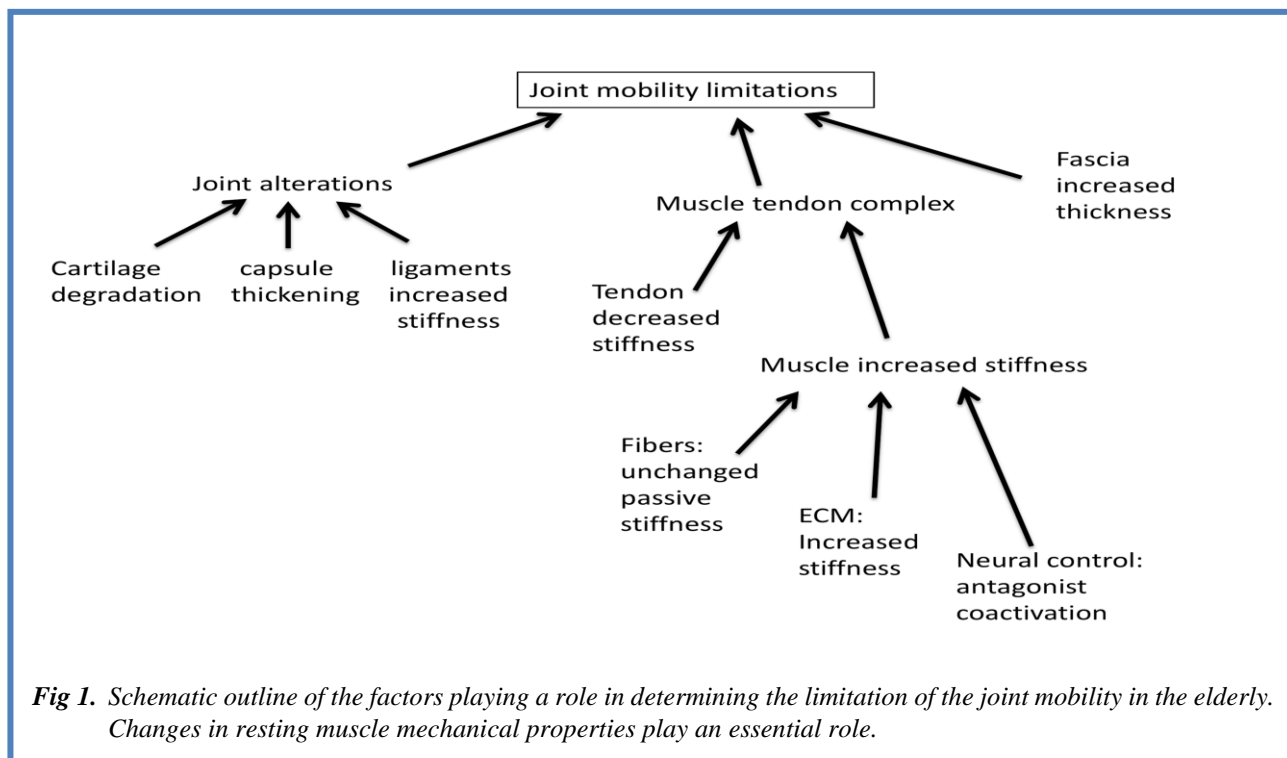 Joint mobility limitations
Joint alterations
Muscle tendon complex
Fascia
increased
thickness
Cartilage
degradation
capsule
thickening
ligaments
increased
stiffness
Tendon
decreased
stiffness
Muscle increased stiffness
Fibers:
unchanged
passive
stiffness
ECM:
Increased
stiffness
Neural control:
antagonist
coactivation
Fig 1. Schematic outline of the factors playing a role in determining the limitation of the joint mobility in the elderly.
Changes in resting muscle mechanical properties play an essential role.